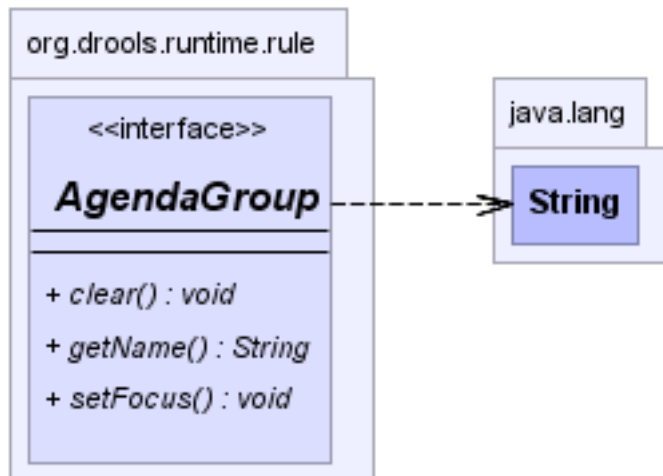 org.drools.runtime.rule
<<interface>>
AgendaGroup
+ clear() : void
+ getName() : String
+ setFocus() : void
java.lang
String